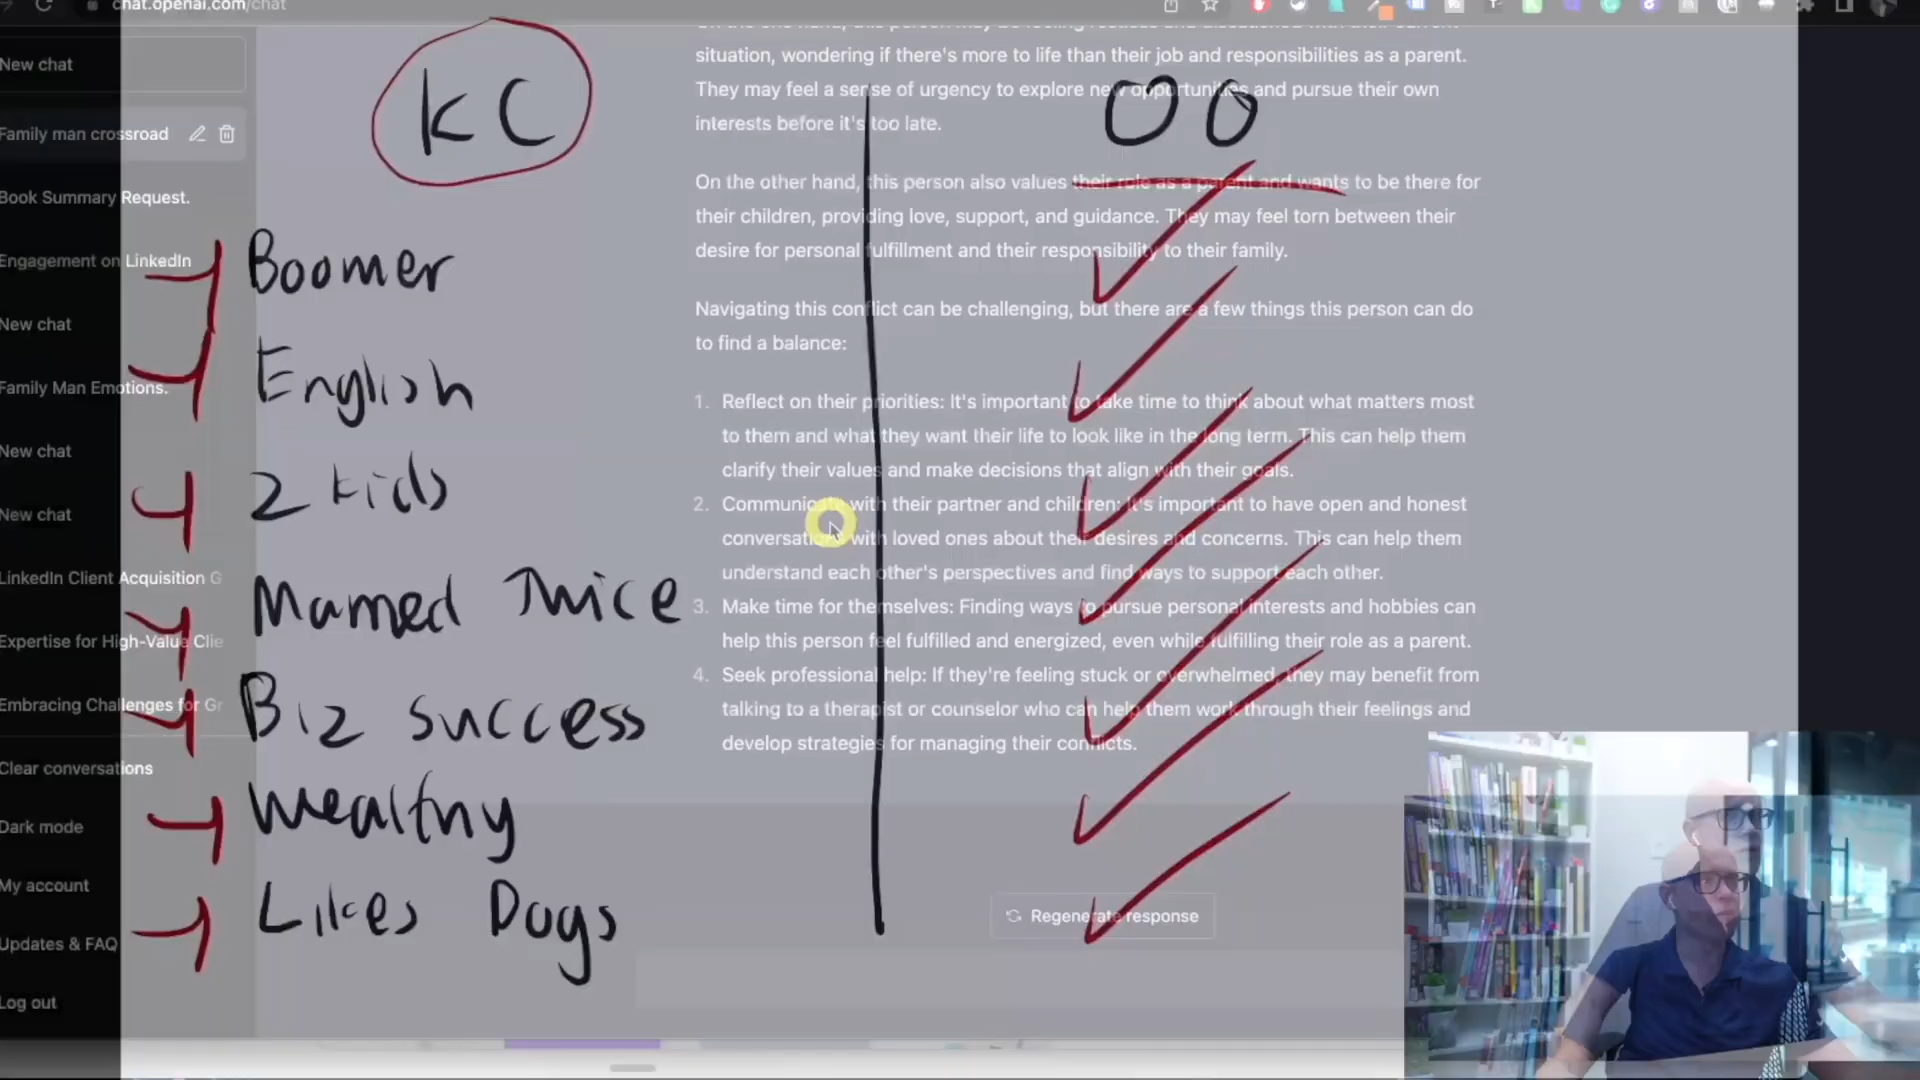 chat.openai.com/chat
New chat
Family man crossroad
Book Summary Request.
Engagement on LinkedIn
New chat
Family Man Emotions.
New chat
New chat
LinkedIn Client Acquisition G
Expertise for High-Value Clie
Embracing Challenges for Gr
Clear conversations
Dark mode
My account
Updates & FAQ
Log out
KC
OO
Boomer
English
2 kids
Married Twice
Biz success
Wealthy
Likes Dogs
situation, wondering if there's more to life than their job and responsibilities as a parent.
They may feel a sense of urgency to explore new opportunities and pursue their own
interests before it's too late.
On the other hand, this person also values their role as a parent and wants to be there for
their children, providing love, support, and guidance. They may feel torn between their
desire for personal fulfillment and their responsibility to their family.
Navigating this conflict can be challenging, but there are a few things this person can do
to find a balance:
1. Reflect on their priorities: It's important to take time to think about what matters most
to them and what they want their life to look like in the long term. This can help them
clarify their values and make decisions that align with their goals.
2. Communicate with their partner and children: It's important to have open and honest
conversations with loved ones about their desires and concerns. This can help them
understand each other's perspectives and find ways to support each other.
3. Make time for themselves: Finding ways to pursue personal interests and hobbies can
help this person feel fulfilled and energized, even while fulfilling their role as a parent.
4. Seek professional help: If they're feeling stuck or overwhelmed, they may benefit from
talking to a therapist or counselor who can help them work through their feelings and
develop strategies for managing their conflicts.
Regenerate response